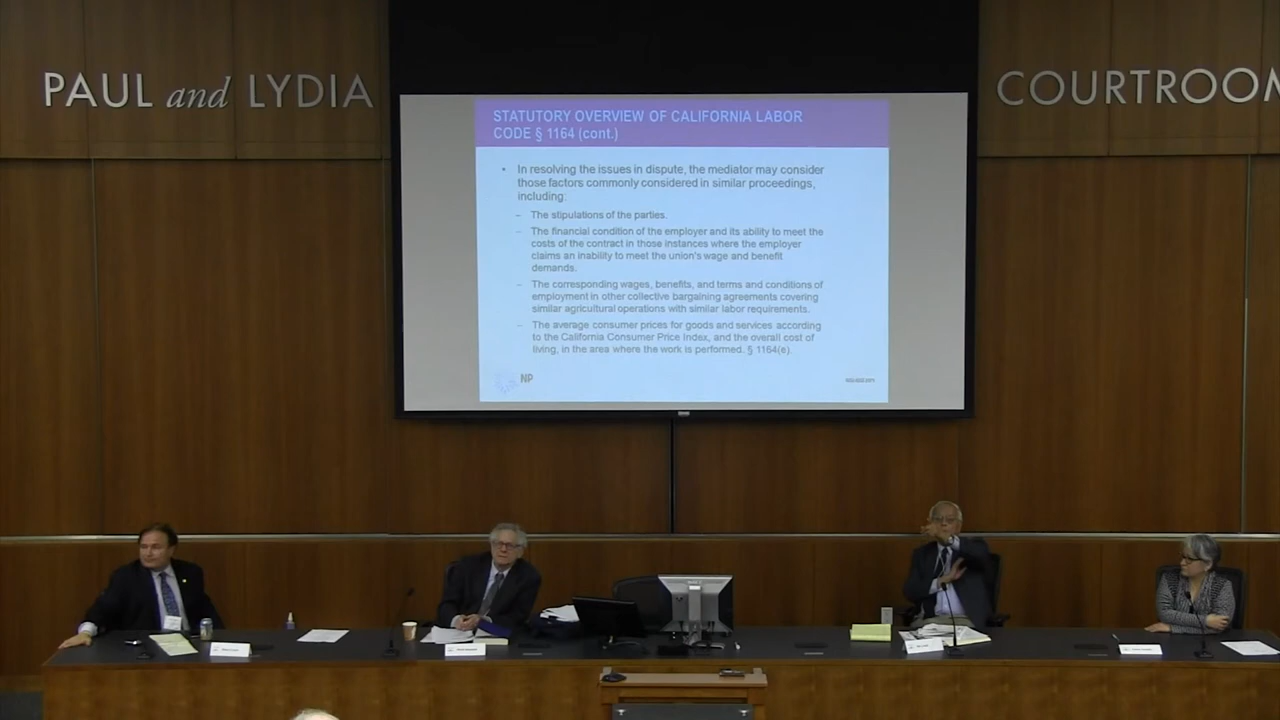 PAUL and LYDIA
COURTROOM
STATUTORY OVERVIEW OF CALIFORNIA LABOR
CODE § 1164 (cont.)
• In resolving the issues in dispute, the mediator may consider
those factors commonly considered in similar proceedings,
including:
– The stipulations of the parties.
– The financial condition of the employer and its ability to meet the
costs of the contract in those instances where the employer
claims an inability to meet the union's wage and benefit
demands.
– The corresponding wages, benefits, and terms and conditions of
employment in other collective bargaining agreements covering
similar agricultural operations with similar labor requirements.
– The average consumer prices for goods and services according
to the California Consumer Price Index, and the overall cost of
living, in the area where the work is performed. § 1164(e).
NP